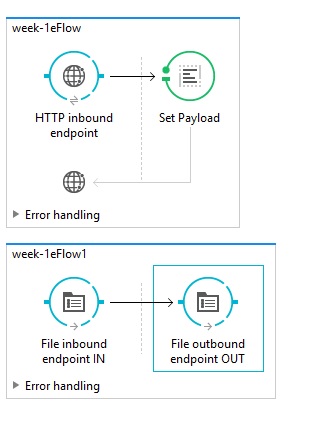 week-1eFlow
HTTP inbound
endpoint
Set Payload
Error handling
week-1eFlow1
File inbound
endpoint IN
File outbound
endpoint OUT
Error handling